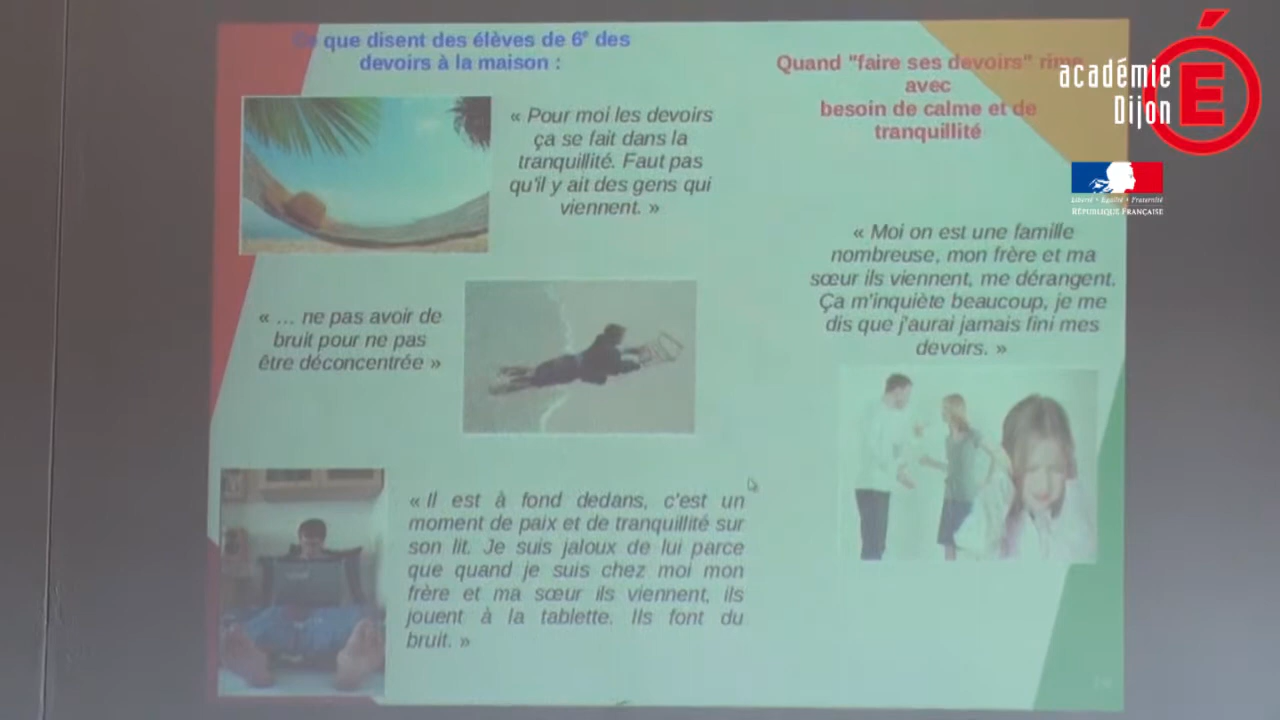 Ce que disent des élèves de 6e des
devoirs à la maison :
« Pour moi les devoirs
ça se fait dans la
tranquillité. Faut pas
qu'il y ait des gens qui
viennent. »
« ... ne pas avoir de
bruit pour ne pas
être déconcentrée »
« Il est à fond dedans, c'est un
moment de paix et de tranquillité sur
son lit. Je suis jaloux de lui parce
que quand je suis chez moi mon
frère et ma sœur ils viennent, ils
jouent à la tablette. Ils font du
bruit. »
Quand "faire ses devoirs" rime
avec
besoin de calme et de
tranquillité
« Moi on est une famille
nombreuse, mon frère et ma
sœur ils viennent, me dérangent.
Ça m'inquiète beaucoup, je me
dis que j'aurai jamais fini mes
devoirs. »
académie
Dijon
É
Liberté • Égalité • Fraternité
RÉPUBLIQUE FRANÇAISE